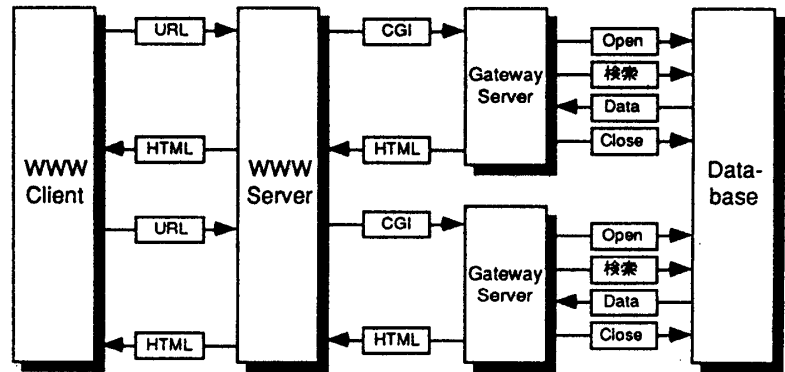 WWW
Client
URL
HTML
URL
HTML
WWW
Server
CGI
HTML
CGI
HTML
Gateway
Server
Open
検索
Data
Close
Gateway
Server
Open
検索
Data
Close
Data-
base